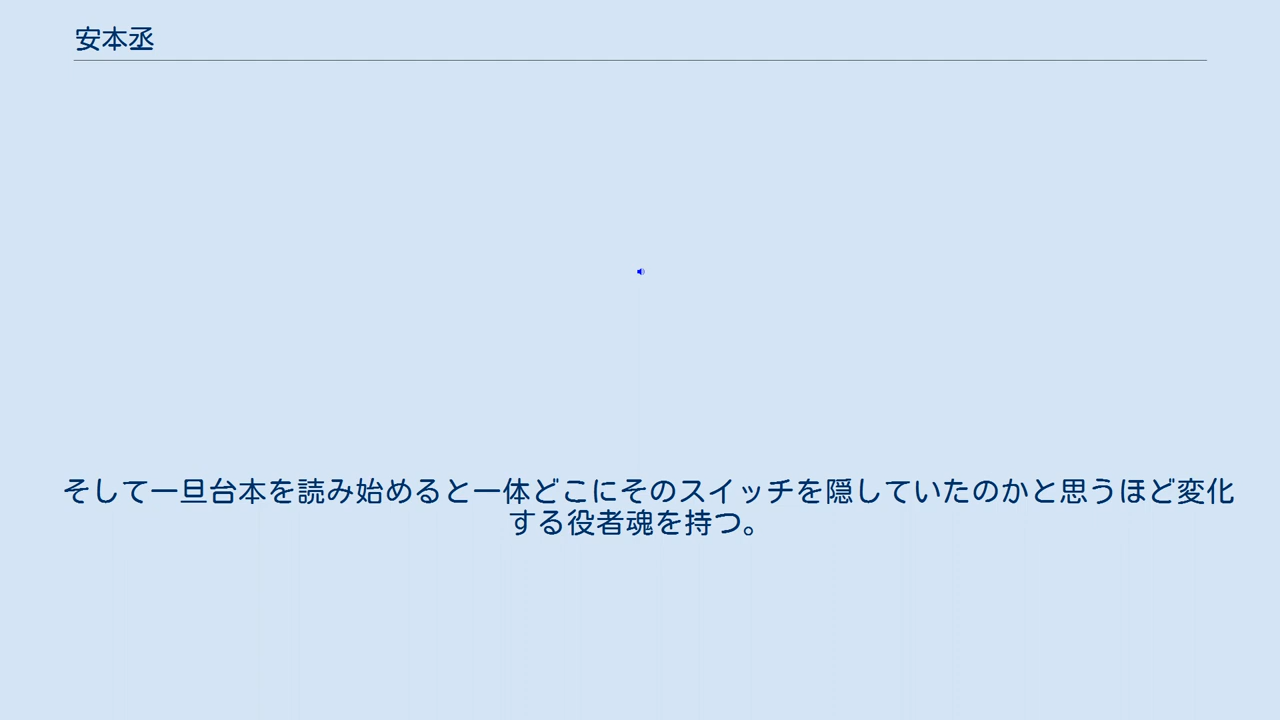 安本丞
そして一旦台本を読み始めると一体どこにそのスイッチを隠していたのかと思うほど変化
する役者魂を持つ。